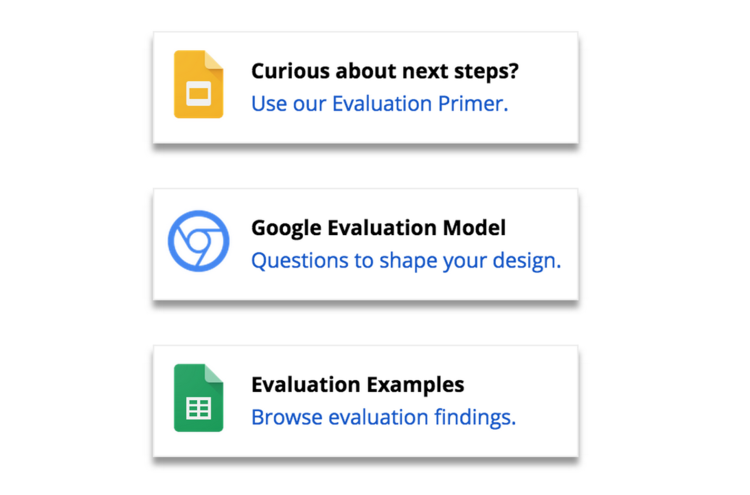 Curious about next steps?
Use our Evaluation Primer.
Google Evaluation Model
Questions to shape your design.
Evaluation Examples
Browse evaluation findings.